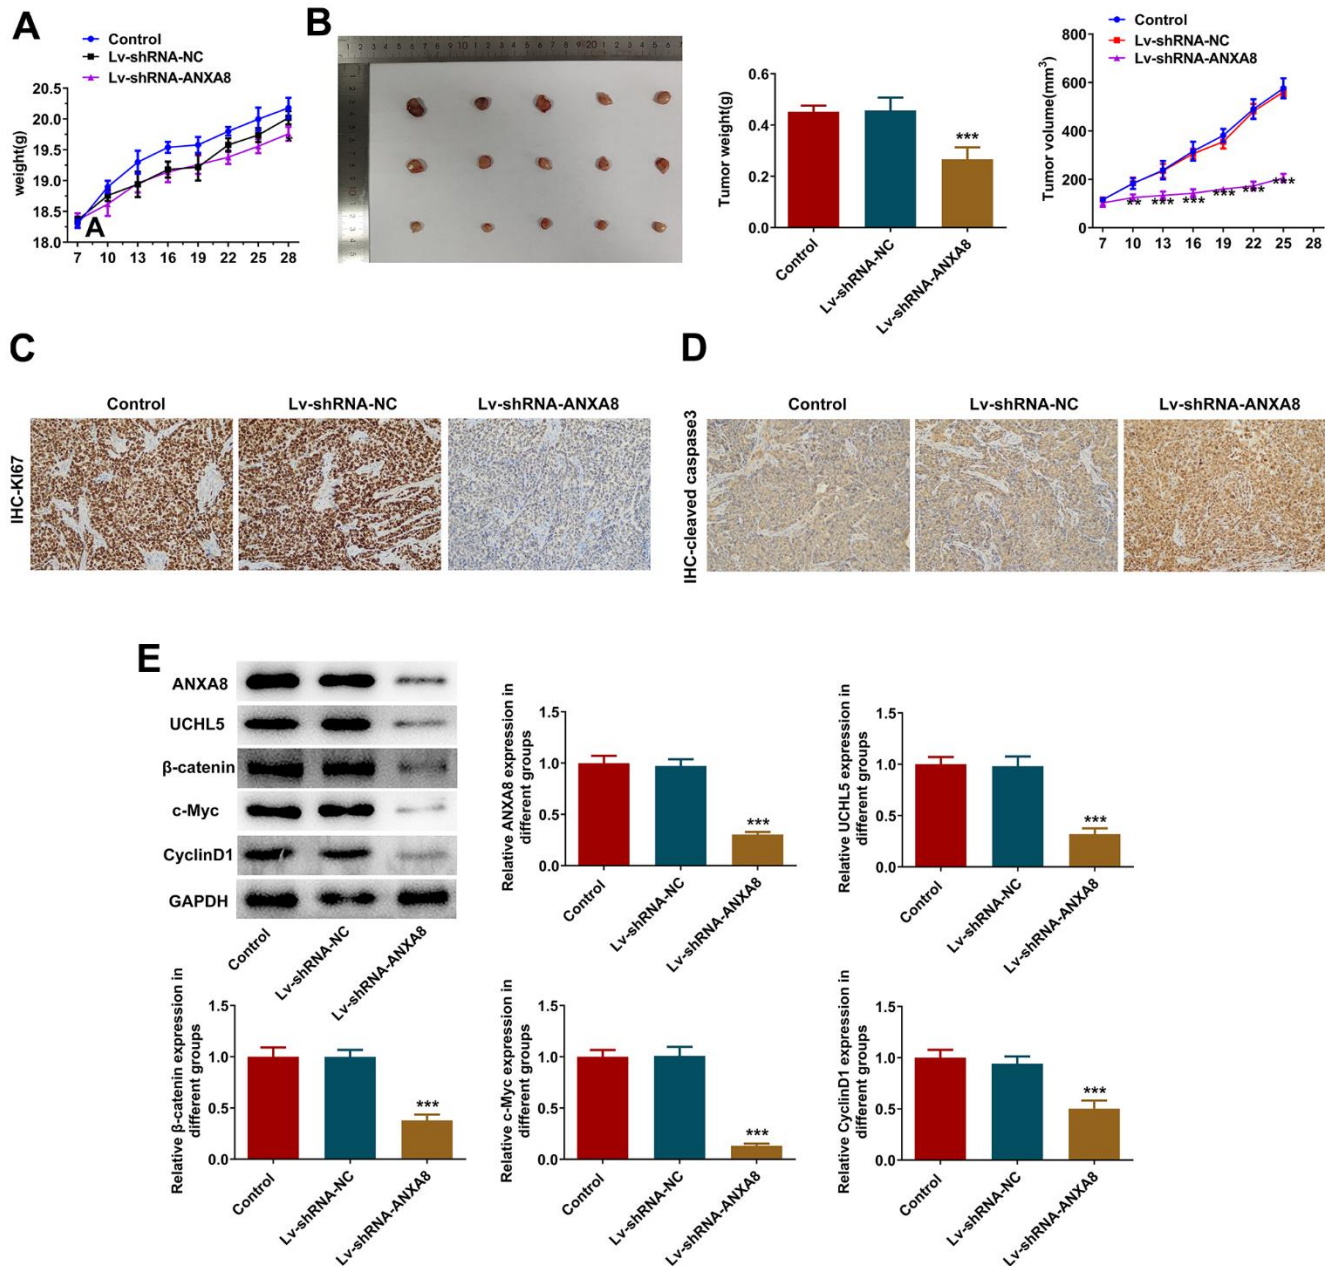 A
Control
Lv-shRNA-NC
Lv-shRNA-ANXA8
weight(g)
20.5
20.0
19.5
19.0
18.5
18.0
A
7 10 13 16 19 22 25 28
B
Tumor weight(g)
0.6
0.4
0.2
0.0
***
Control
Lv-shRNA-NC
Lv-shRNA-ANXA8
Control
Lv-shRNA-NC
Lv-shRNA-ANXA8
Tumor volume(mm3)
800
600
400
200
0
** *** *** *** *** ***
7 10 13 16 19 22 25 28
C
Control Lv-shRNA-NC Lv-shRNA-ANXA8
IHC-KI67
D
Control Lv-shRNA-NC Lv-shRNA-ANXA8
IHC-cleaved caspase3
E
ANXA8
UCHL5
β-catenin
c-Myc
CyclinD1
GAPDH
Control
Lv-shRNA-NC
Lv-shRNA-ANXA8
Relative ANXA8 expression in
different groups
1.5
1.0
0.5
0.0
***
Control
Lv-shRNA-NC
Lv-shRNA-ANXA8
Relative UCHL5 expression in
different groups
1.5
1.0
0.5
0.0
***
Control
Lv-shRNA-NC
Lv-shRNA-ANXA8
Relative β-catenin expression in
different groups
1.5
1.0
0.5
0.0
***
Control
Lv-shRNA-NC
Lv-shRNA-ANXA8
Relative c-Myc expression in
different groups
1.5
1.0
0.5
0.0
***
Control
Lv-shRNA-NC
Lv-shRNA-ANXA8
Relative CyclinD1 expression in
different groups
1.5
1.0
0.5
0.0
***
Control
Lv-shRNA-NC
Lv-shRNA-ANXA8